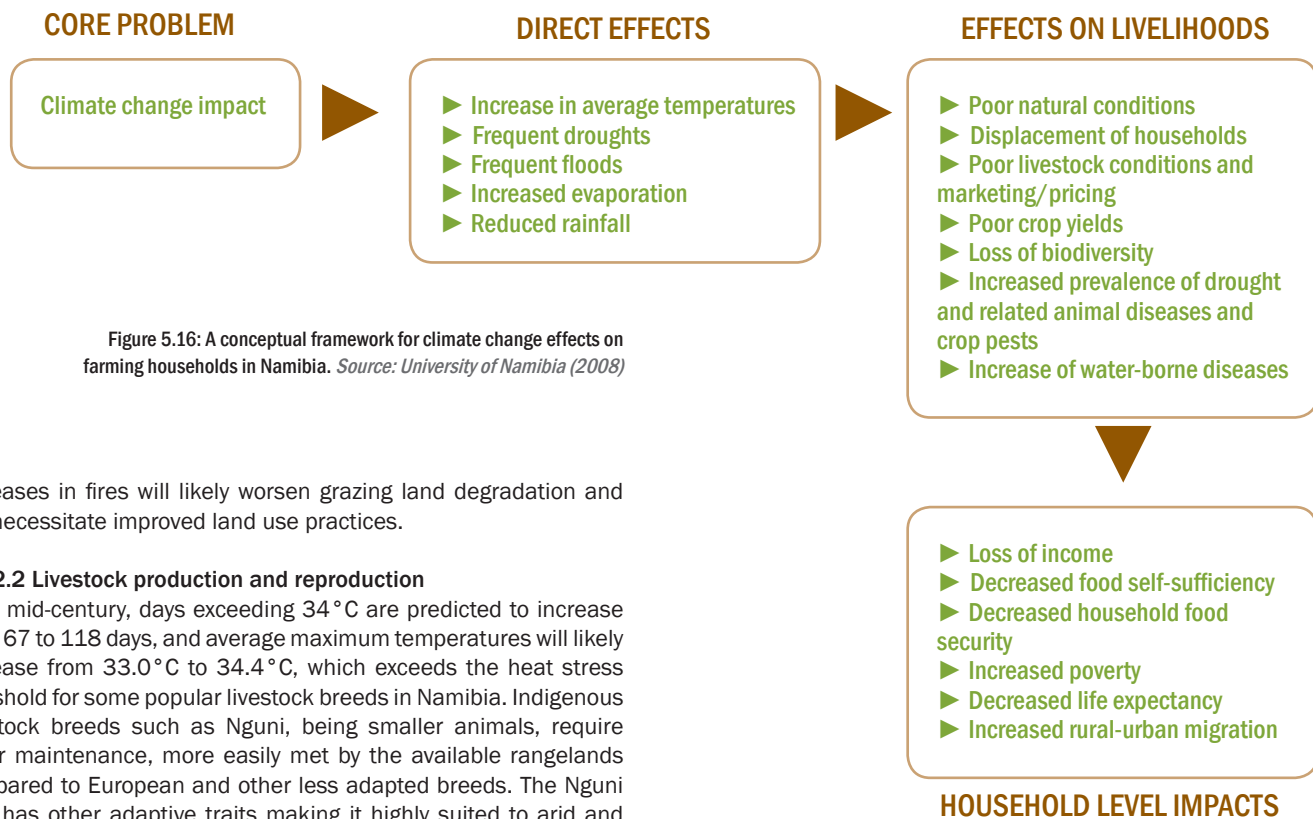 CORE PROBLEM
Climate change impact
DIRECT EFFECTS
► Increase in average temperatures
► Frequent droughts
► Frequent floods
► Increased evaporation
► Reduced rainfall
EFFECTS ON LIVELIHOODS
► Poor natural conditions
► Displacement of households
► Poor livestock conditions and
marketing/pricing
► Poor crop yields
► Loss of biodiversity
► Increased prevalence of drought
and related animal diseases and
crop pests
► Increase of water-borne diseases
► Loss of income
► Decreased food self-sufficiency
► Decreased household food
security
► Increased poverty
► Decreased life expectancy
► Increased rural-urban migration
HOUSEHOLD LEVEL IMPACTS
Figure 5.16: A conceptual framework for climate change effects on
farming households in Namibia. Source: University of Namibia (2008)
eases in fires will likely worsen grazing land degradation and
necessitate improved land use practices.
2.2 Livestock production and reproduction
mid-century, days exceeding 34°C are predicted to increase
67 to 118 days, and average maximum temperatures will likely
ease from 33.0°C to 34.4°C, which exceeds the heat stress
shold for some popular livestock breeds in Namibia. Indigenous
tock breeds such as Nguni, being smaller animals, require
r maintenance, more easily met by the available rangelands
pared to European and other less adapted breeds. The Nguni
has other adaptive traits making it highly suited to arid and